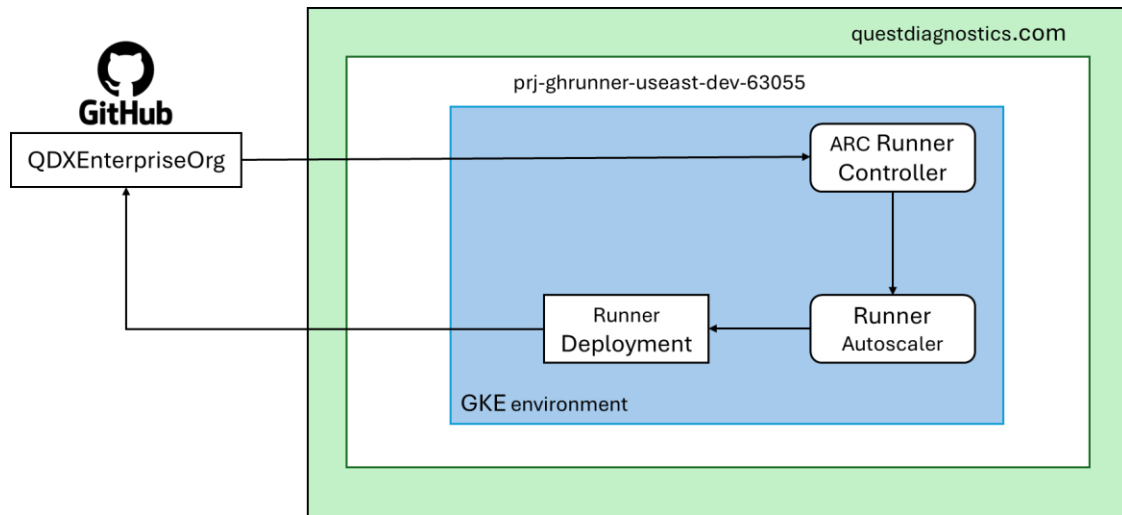 questdiagnostics.com
GitHub
prj-ghrunner-useast-dev-63055
QDXEnterpriseOrg
ARC Runner
Controller
Runner
Deployment
Runner
Autoscaler
GKE environment